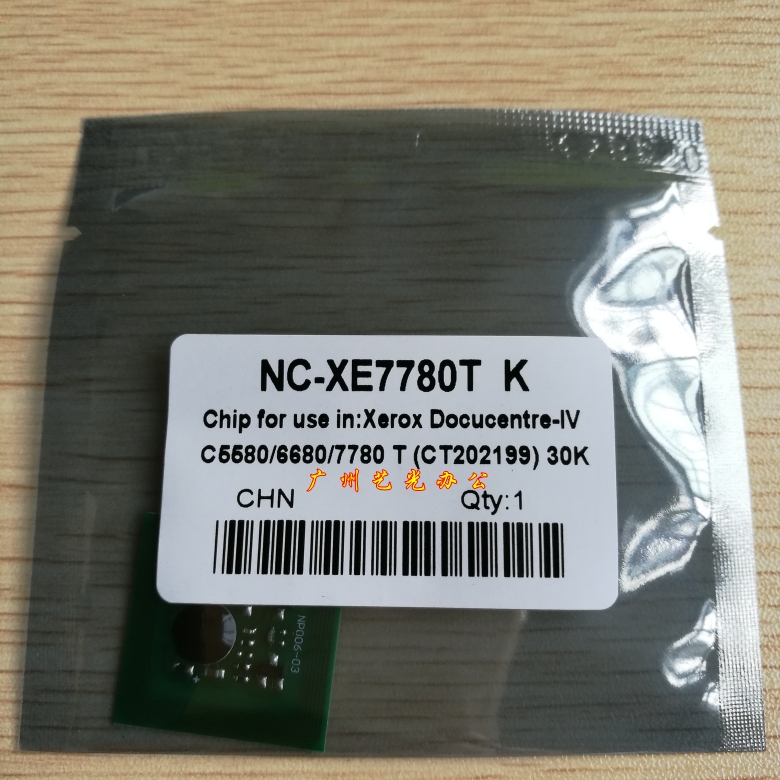 NC-XE7780T K
Chip for use in:Xerox Docucentre-IV
C5580/6680/7780 T (CT202199) 30K
广州艺光办公
CHN Qty:1
NP006-03